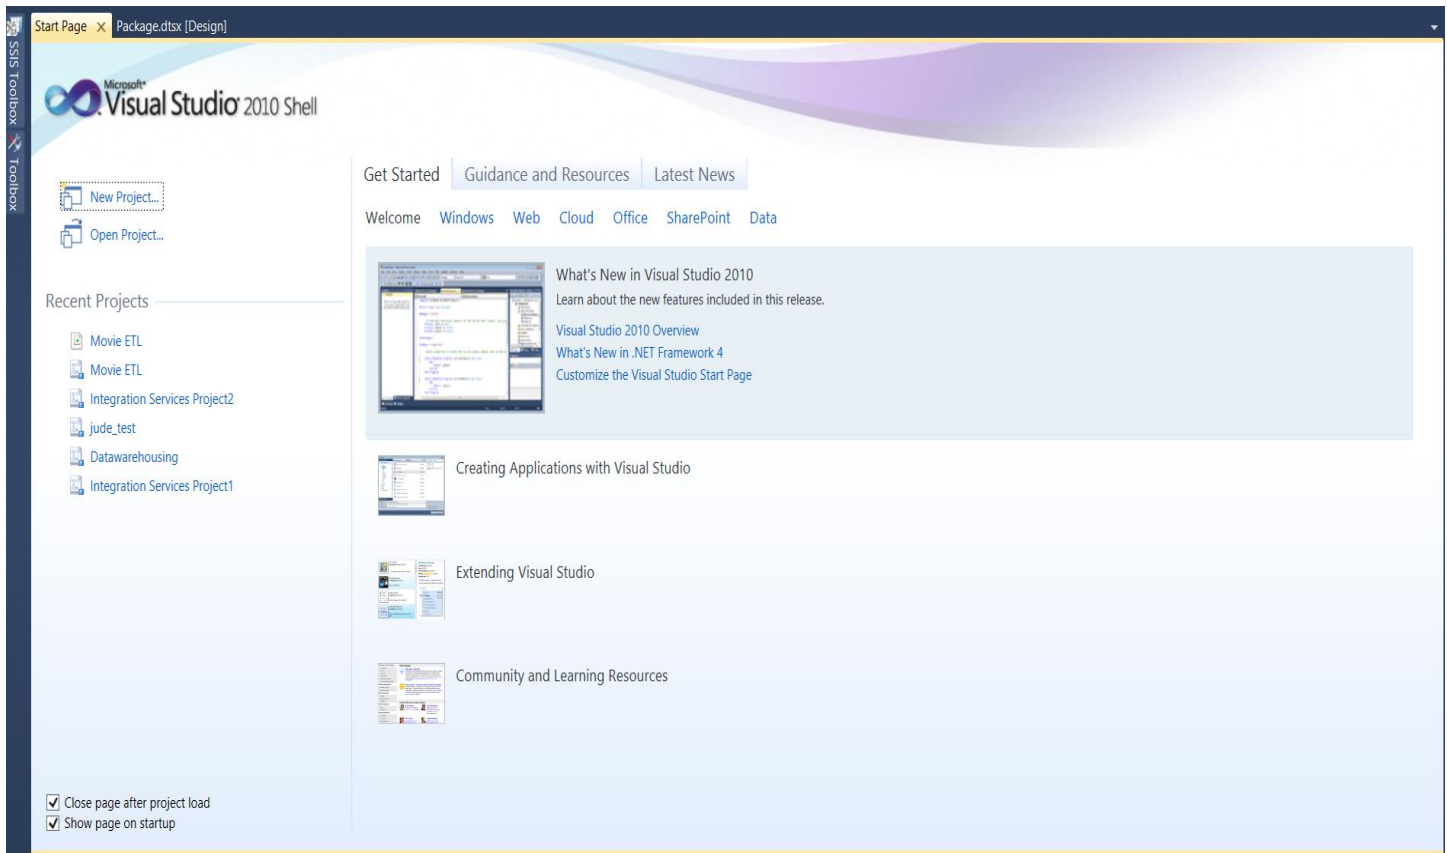 Start Page
Package.dtsx [Design]
SSIS Toolbox
Toolbox
Microsoft®
Visual Studio® 2010 Shell
New Project...
Open Project...
Recent Projects
Movie ETL
Movie ETL
Integration Services Project2
jude_test
Datawarehousing
Integration Services Project1
Close page after project load
Show page on startup
Get Started Guidance and Resources Latest News
Welcome Windows Web Cloud Office SharePoint Data
What's New in Visual Studio 2010
Learn about the new features included in this release.
Visual Studio 2010 Overview
What's New in .NET Framework 4
Customize the Visual Studio Start Page
Creating Applications with Visual Studio
Extending Visual Studio
Community and Learning Resources